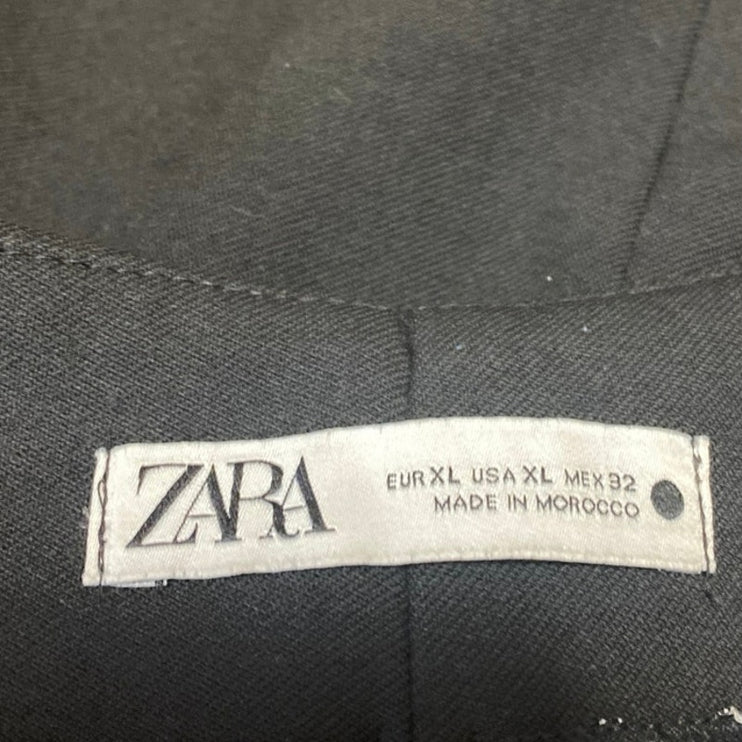 ZARA
EUR XL USA XL MEX 32
MADE IN MOROCCO